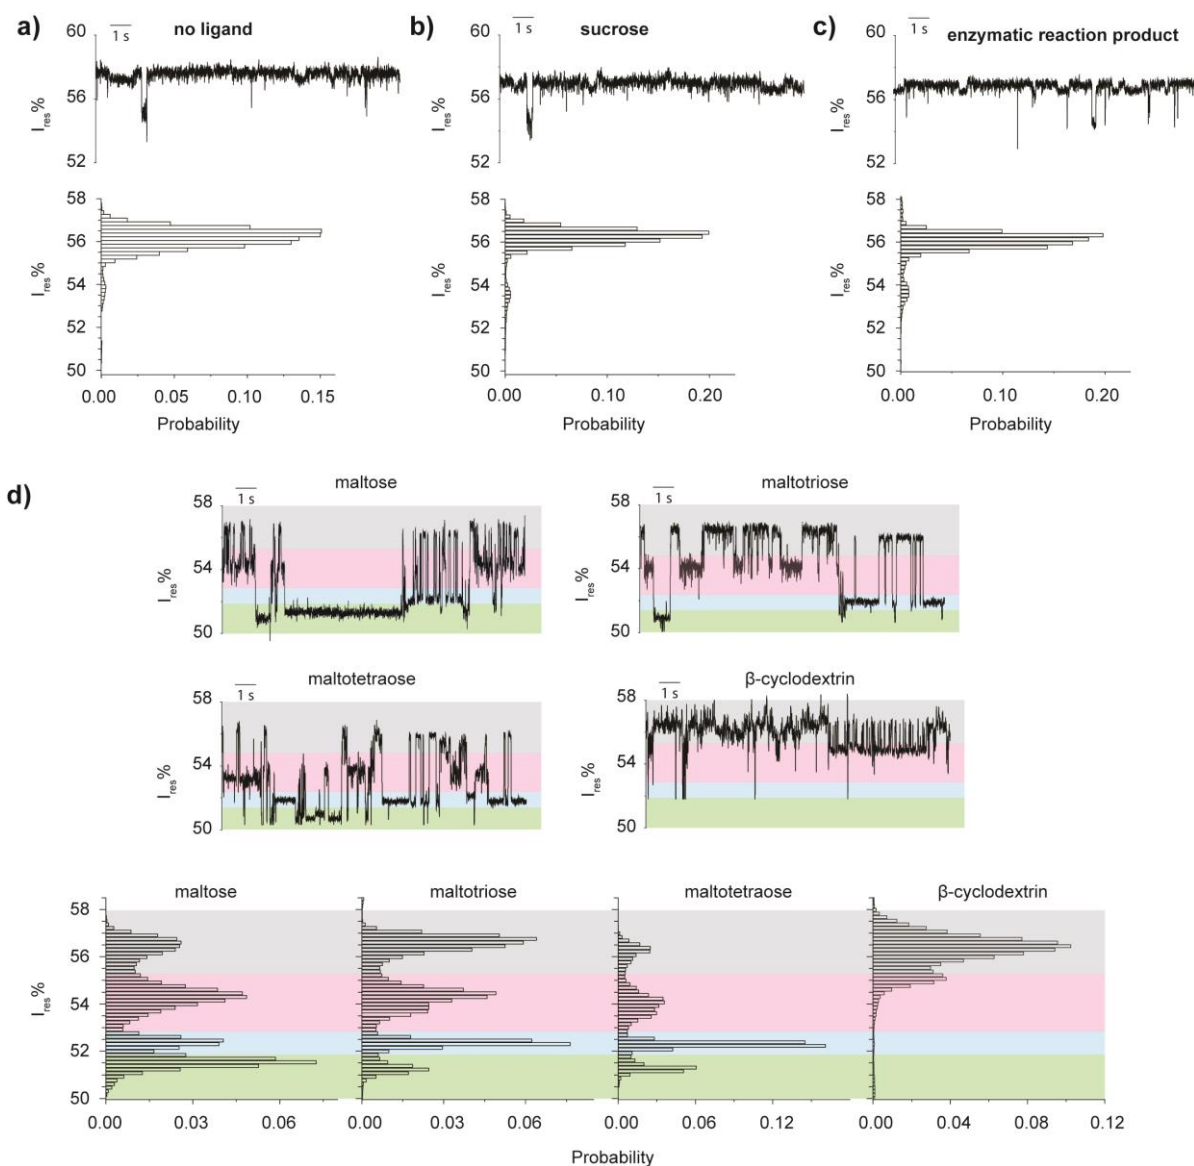 a)
no ligand
1 s
60
56
52
I_res%
58
56
54
52
50
I_res%
0.00 0.05 0.10 0.15
Probability
b)
sucrose
1 s
60
56
52
I_res%
58
56
54
52
50
I_res%
0.00 0.10 0.20
Probability
c)
enzymatic reaction product
1 s
60
56
52
I_res%
58
56
54
52
50
I_res%
0.00 0.10 0.20
Probability
d)
maltose
1 s
58
54
50
I_res%
maltotriose
1 s
58
54
50
I_res%
maltotetraose
1 s
58
54
50
I_res%
β-cyclodextrin
1 s
58
54
50
I_res%
maltose maltotriose maltotetraose β-cyclodextrin
58
56
54
52
50
I_res%
0.00 0.03 0.06 0.00 0.03 0.06 0.00 0.06 0.12 0.00 0.04 0.08 0.12
Probability